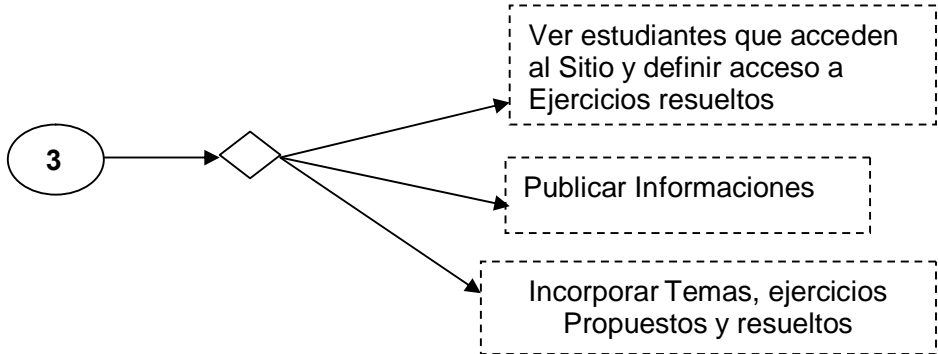 Ver estudiantes que acceden
al Sitio y definir acceso a
Ejercicios resueltos
3
Publicar Informaciones
Incorporar Temas, ejercicios
Propuestos y resueltos